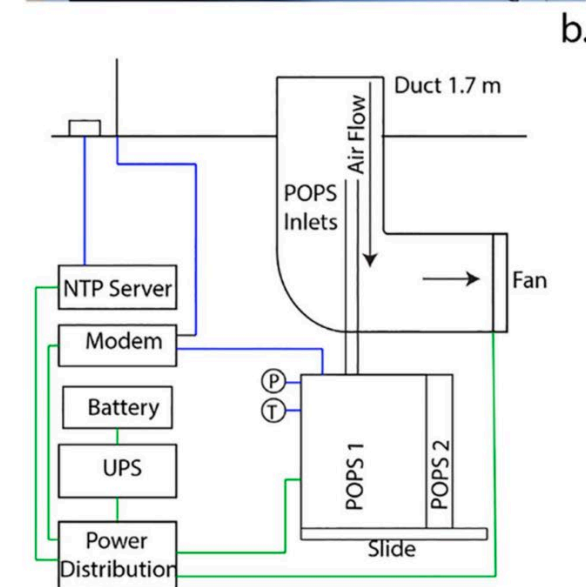 b.
Duct 1.7 m
Air Flow
POPS
Inlets
Fan
NTP Server
Modem
P
T
Battery
UPS
POPS 1
POPS 2
Power
Distribution
Slide